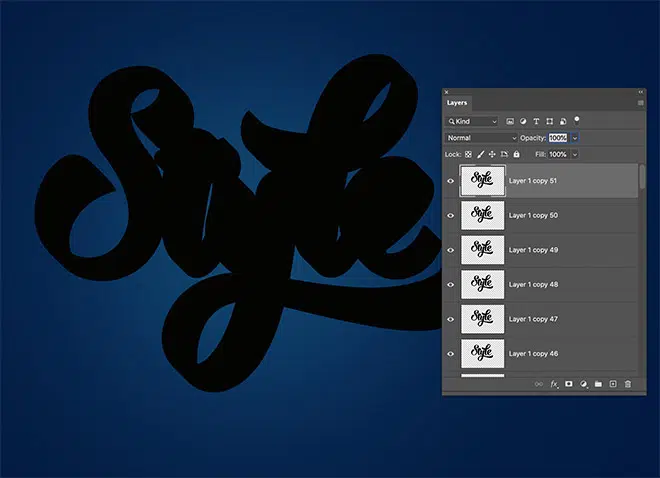 Style
Layers
Kind
Normal Opacity: 100%
Lock: Fill: 100%
Style Layer 1 copy 51
Style Layer 1 copy 50
Style Layer 1 copy 49
Style Layer 1 copy 48
Style Layer 1 copy 47
Style Layer 1 copy 46
fx